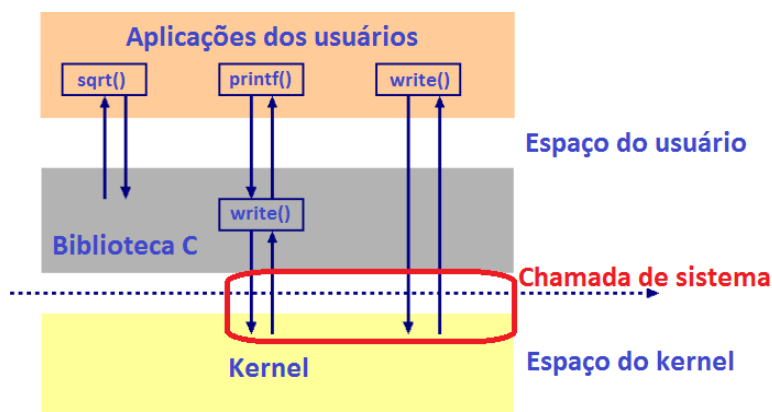 Aplicações dos usuários
sqrt()
printf()
write()
Espaço do usuário
write()
Biblioteca C
Chamada de sistema
Kernel
Espaço do kernel